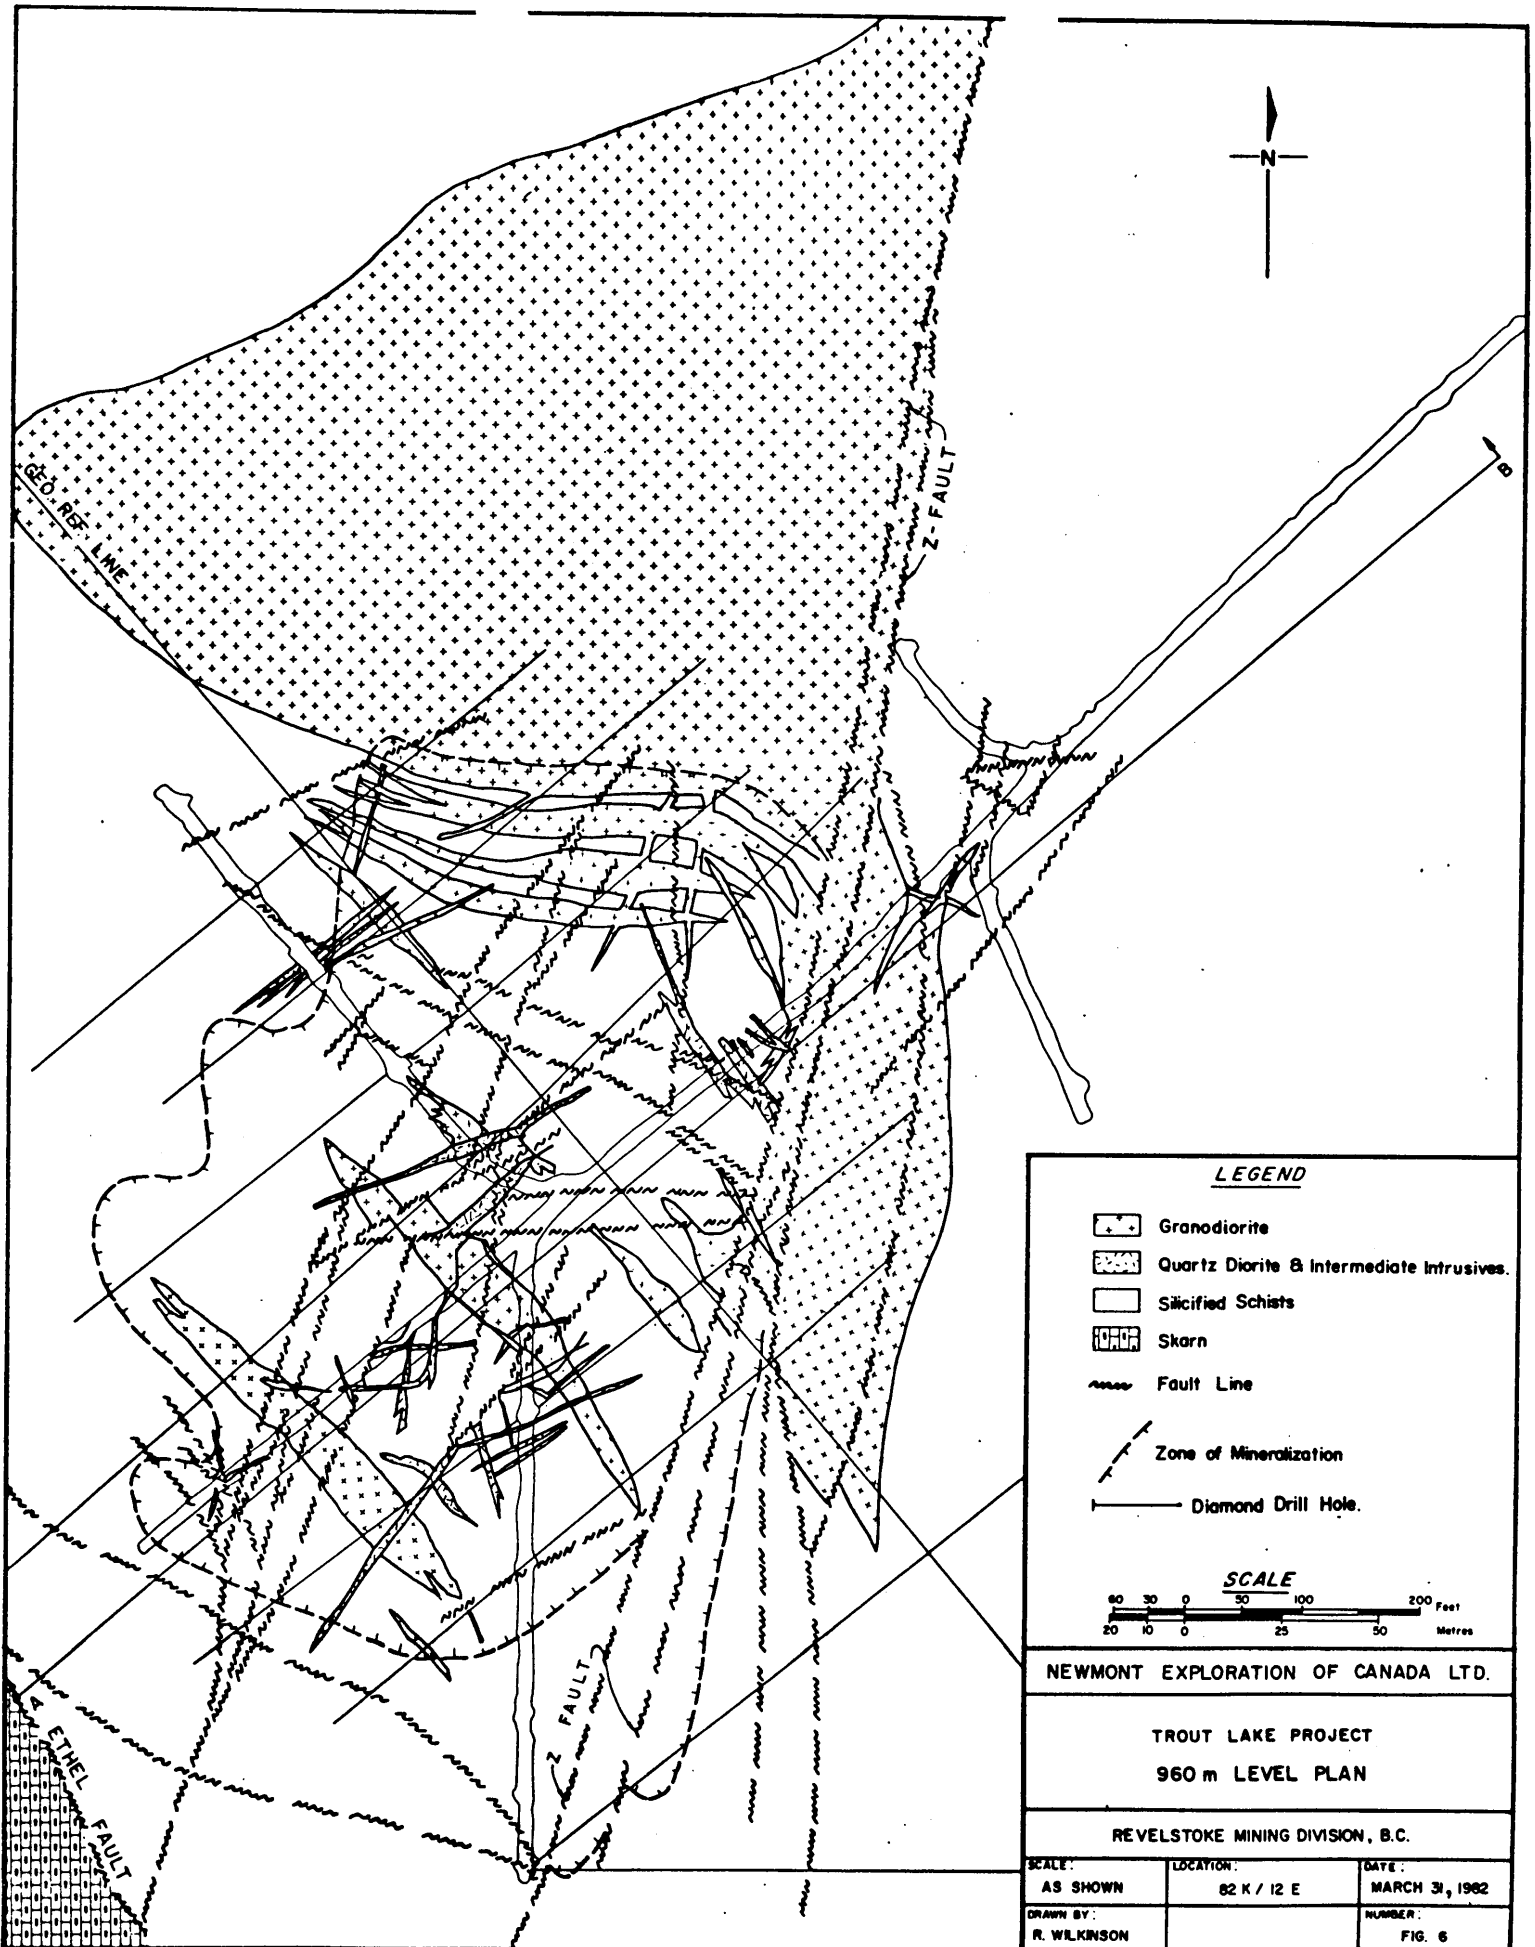 N
GEO. REF. LINE
Z-FAULT
B
Z FAULT
A
ETHEL FAULT
LEGEND
Granodiorite
Quartz Diorite & Intermediate Intrusives.
Silicified Schists
Skarn
Fault Line
Zone of Mineralization
Diamond Drill Hole.
SCALE
60 30 0 50 100 200 Feet
20 10 0 25 50 Metres
NEWMONT EXPLORATION OF CANADA LTD.
TROUT LAKE PROJECT
960 m LEVEL PLAN
REVELSTOKE MINING DIVISION, B.C.
SCALE: AS SHOWN
LOCATION: 82 K / 12 E
DATE: MARCH 31, 1982
DRAWN BY: R. WILKINSON
NUMBER: FIG. 6